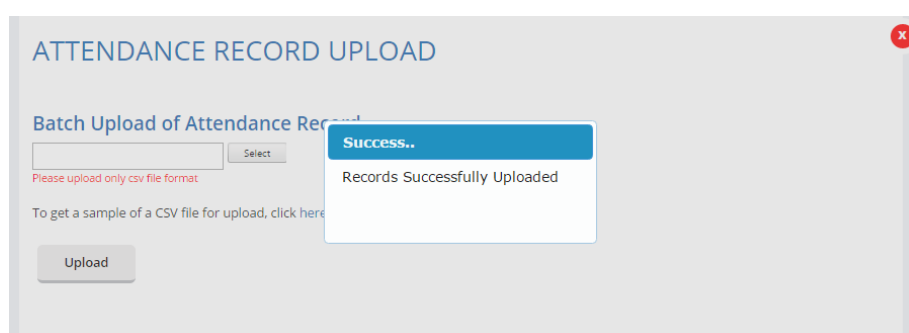 ATTENDANCE RECORD UPLOAD
x
Batch Upload of Attendance Record
Select
Please upload only csv file format
To get a sample of a CSV file for upload, click here
Upload
Success..
Records Successfully Uploaded